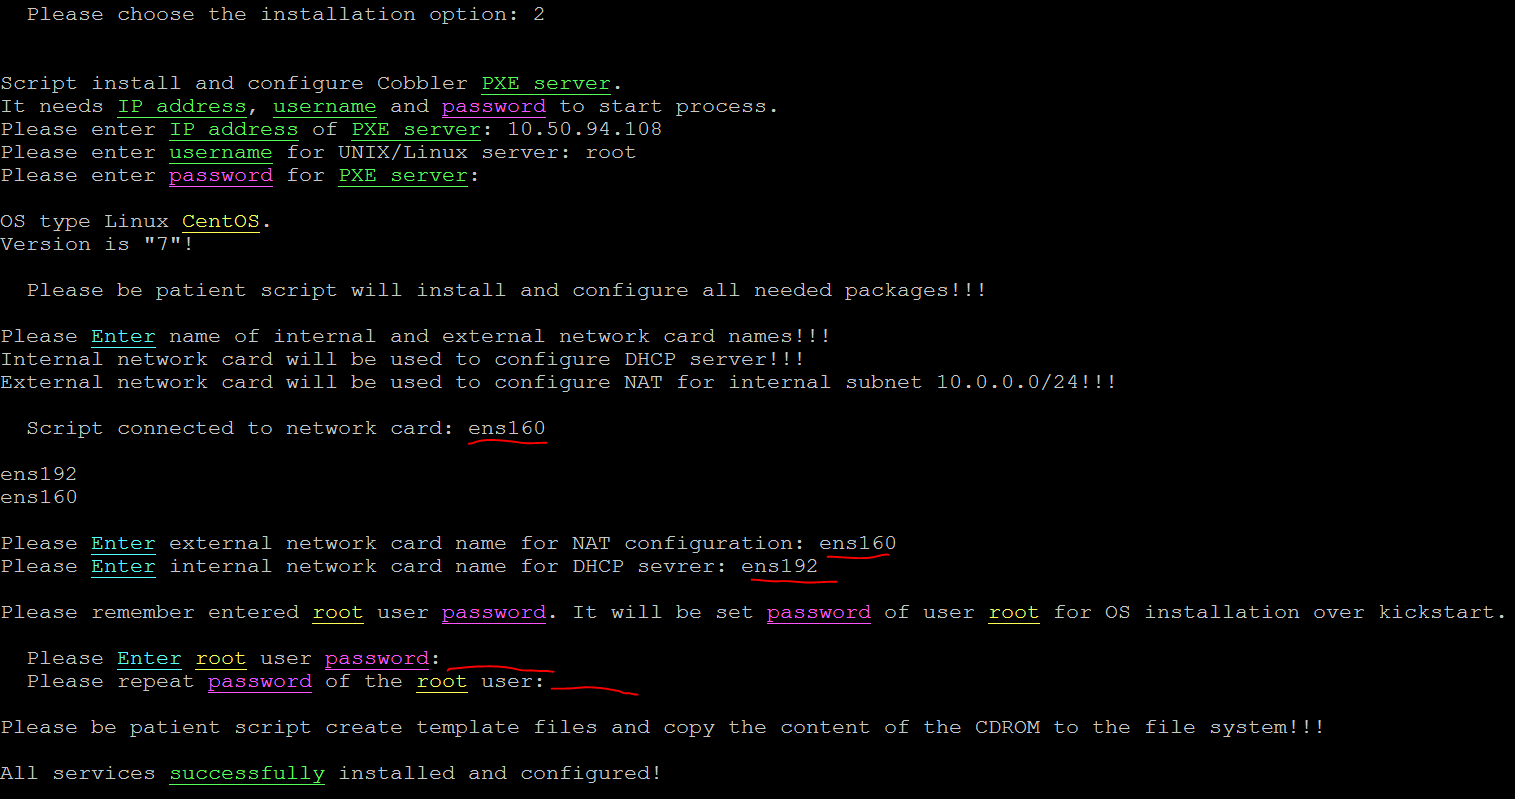 Please choose the installation option: 2
Script install and configure Cobbler PXE server.
It needs IP address, username and password to start process.
Please enter IP address of PXE server: 10.50.94.108
Please enter username for UNIX/Linux server: root
Please enter password for PXE server:
OS type Linux CentOS.
Version is "7"!
Please be patient script will install and configure all needed packages!!!
Please Enter name of internal and external network card names!!!
Internal network card will be used to configure DHCP server!!!
External network card will be used to configure NAT for internal subnet 10.0.0.0/24!!!
Script connected to network card: ens160
ens192
ens160
Please Enter external network card name for NAT configuration: ens160
Please Enter internal network card name for DHCP sevrer: ens192
Please remember entered root user password. It will be set password of user root for OS installation over kickstart.
Please Enter root user password:
Please repeat password of the root user:
Please be patient script create template files and copy the content of the CDROM to the file system!!!
All services successfully installed and configured!